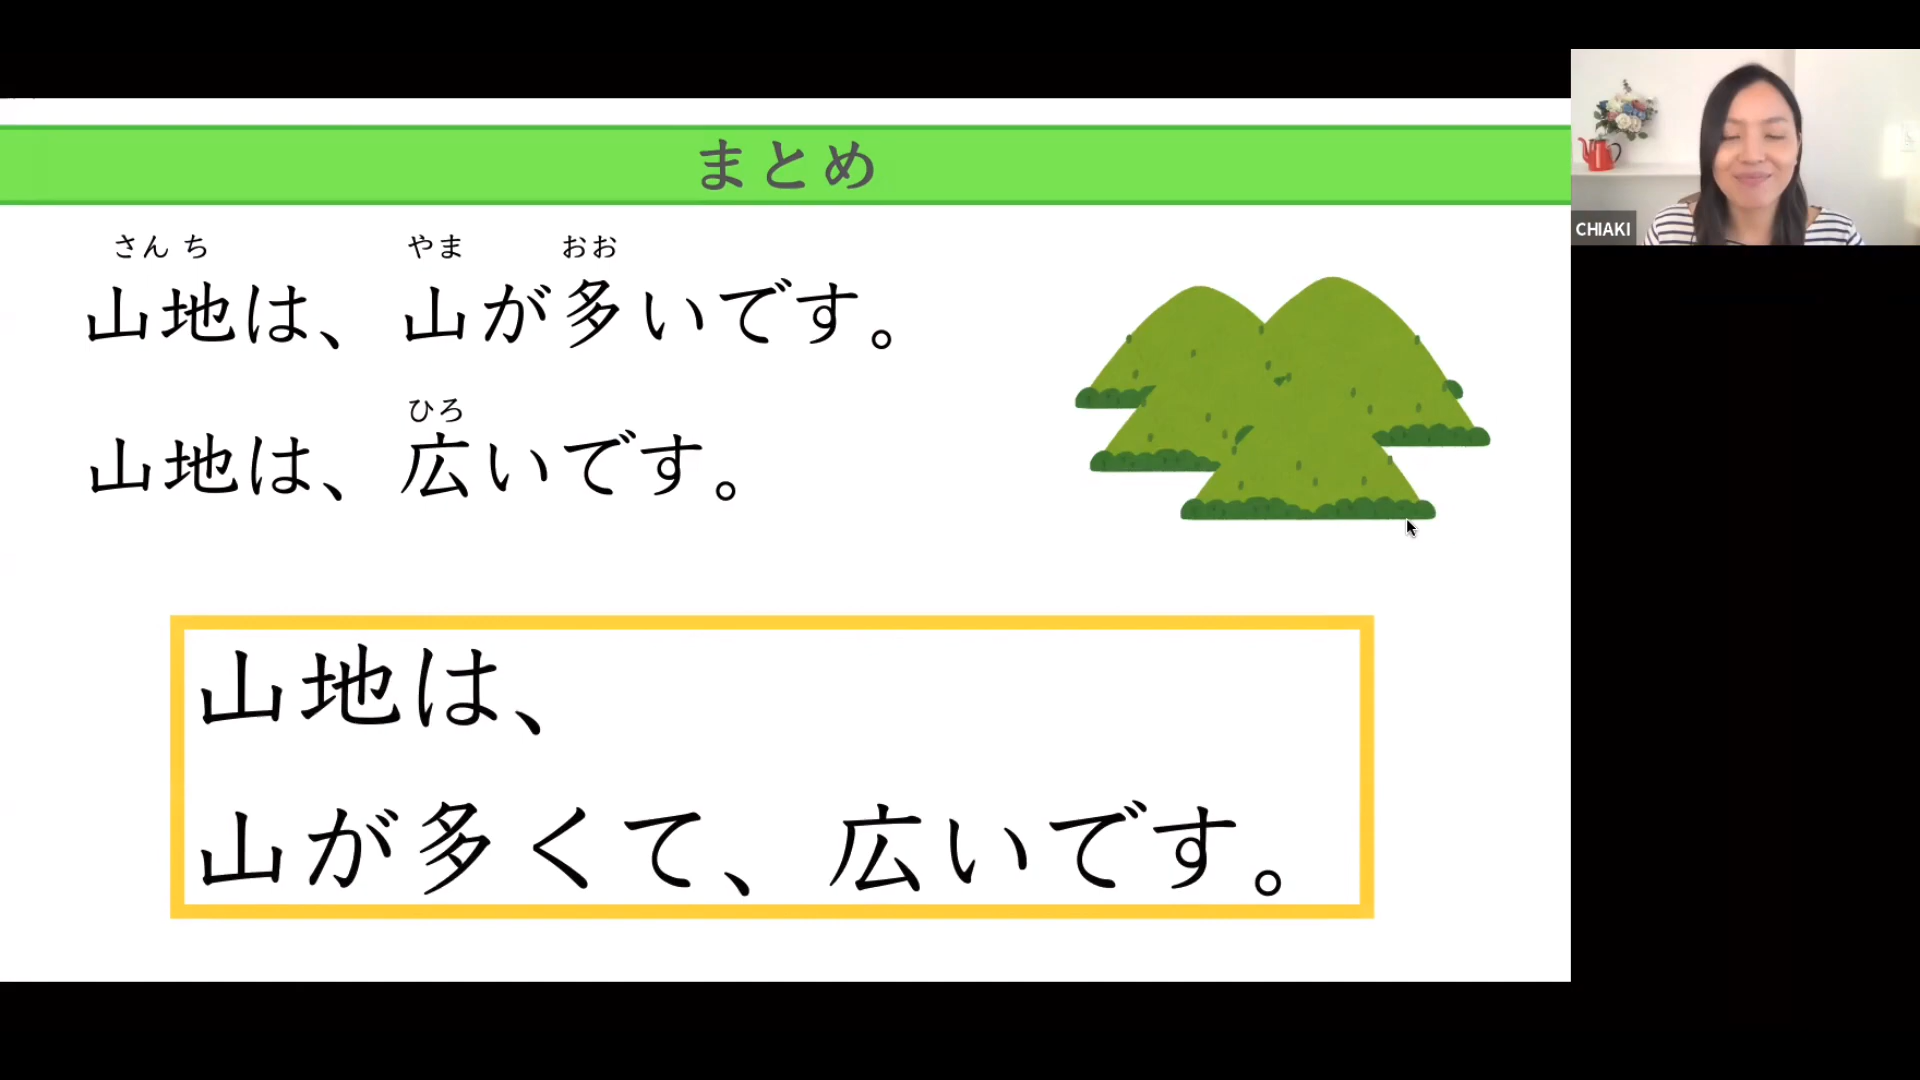 まとめ
さん ち やま おお
山地は、山が多いです。
ひろ
山地は、広いです。
山地は、
山が多くて、広いです。
CHIAKI